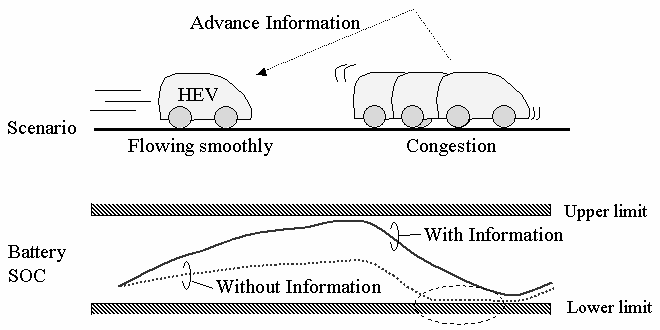 Advance Information
HEV
Scenario
Flowing smoothly
Congestion
Upper limit
With Information
Battery
SOC
Without Information
Lower limit